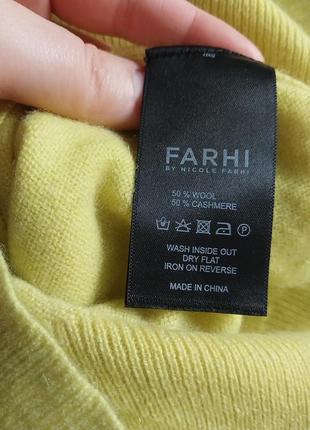 FARHI
BY NICOLE FARHI
50 % WOOL
50 % CASHMERE
WASH INSIDE OUT
DRY FLAT
IRON ON REVERSE
MADE IN CHINA